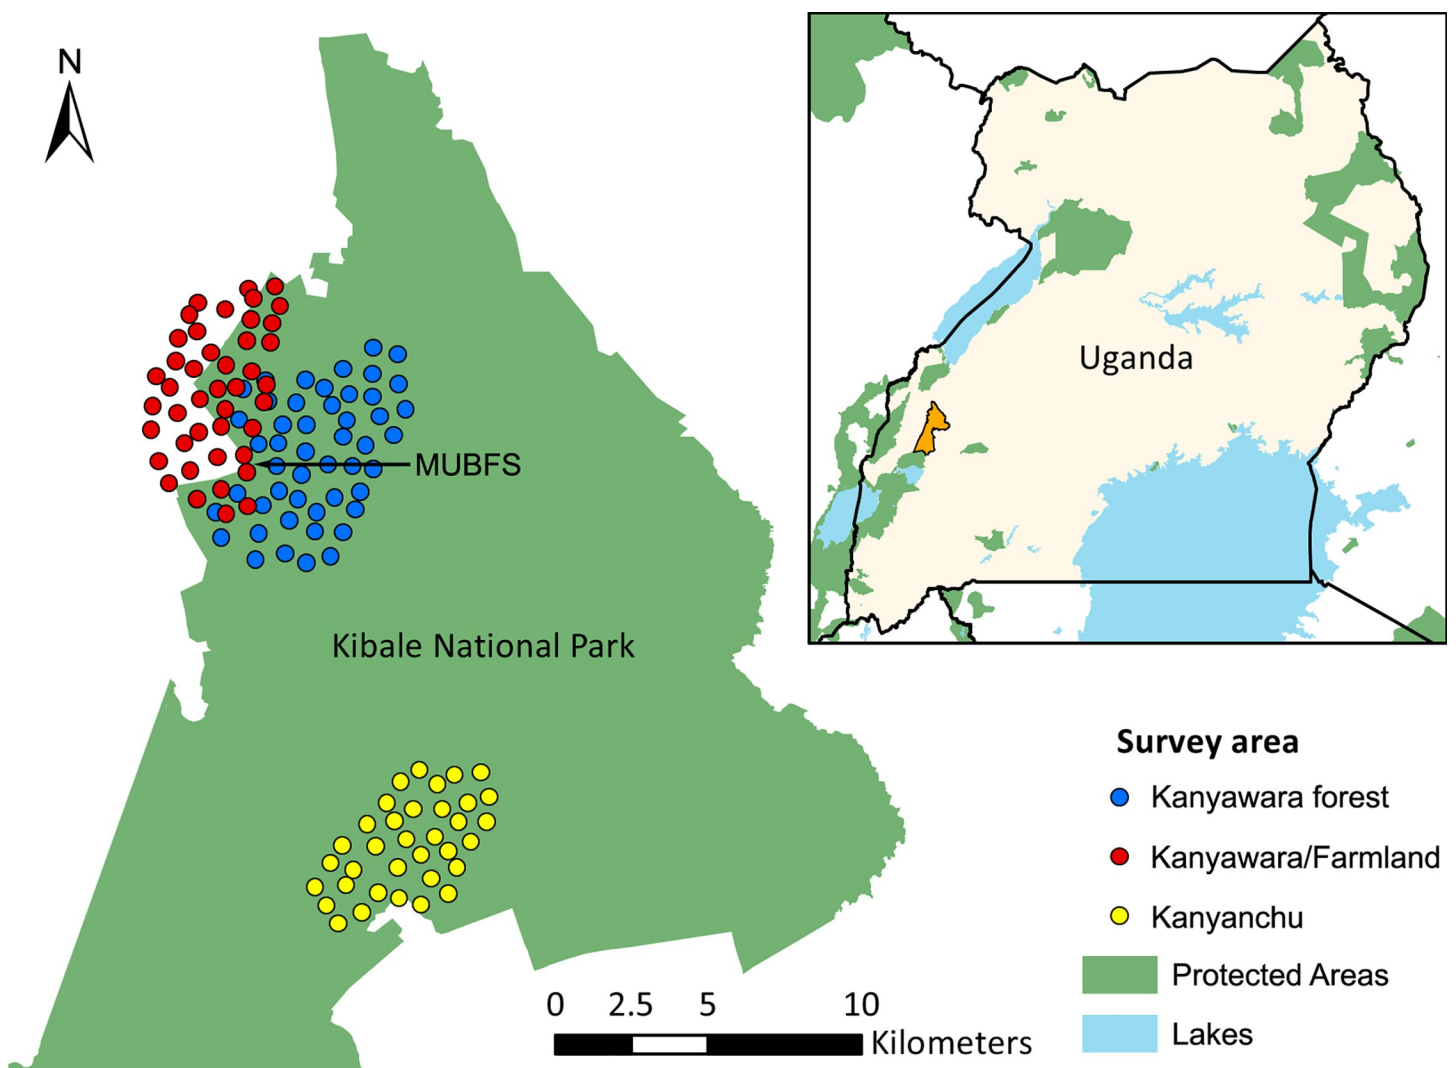 N
Uganda
MUBFS
Kibale National Park
Survey area
Kanyawara forest
Kanyawara/Farmland
Kanyanchu
Protected Areas
Lakes
0 2.5 5 10
Kilometers